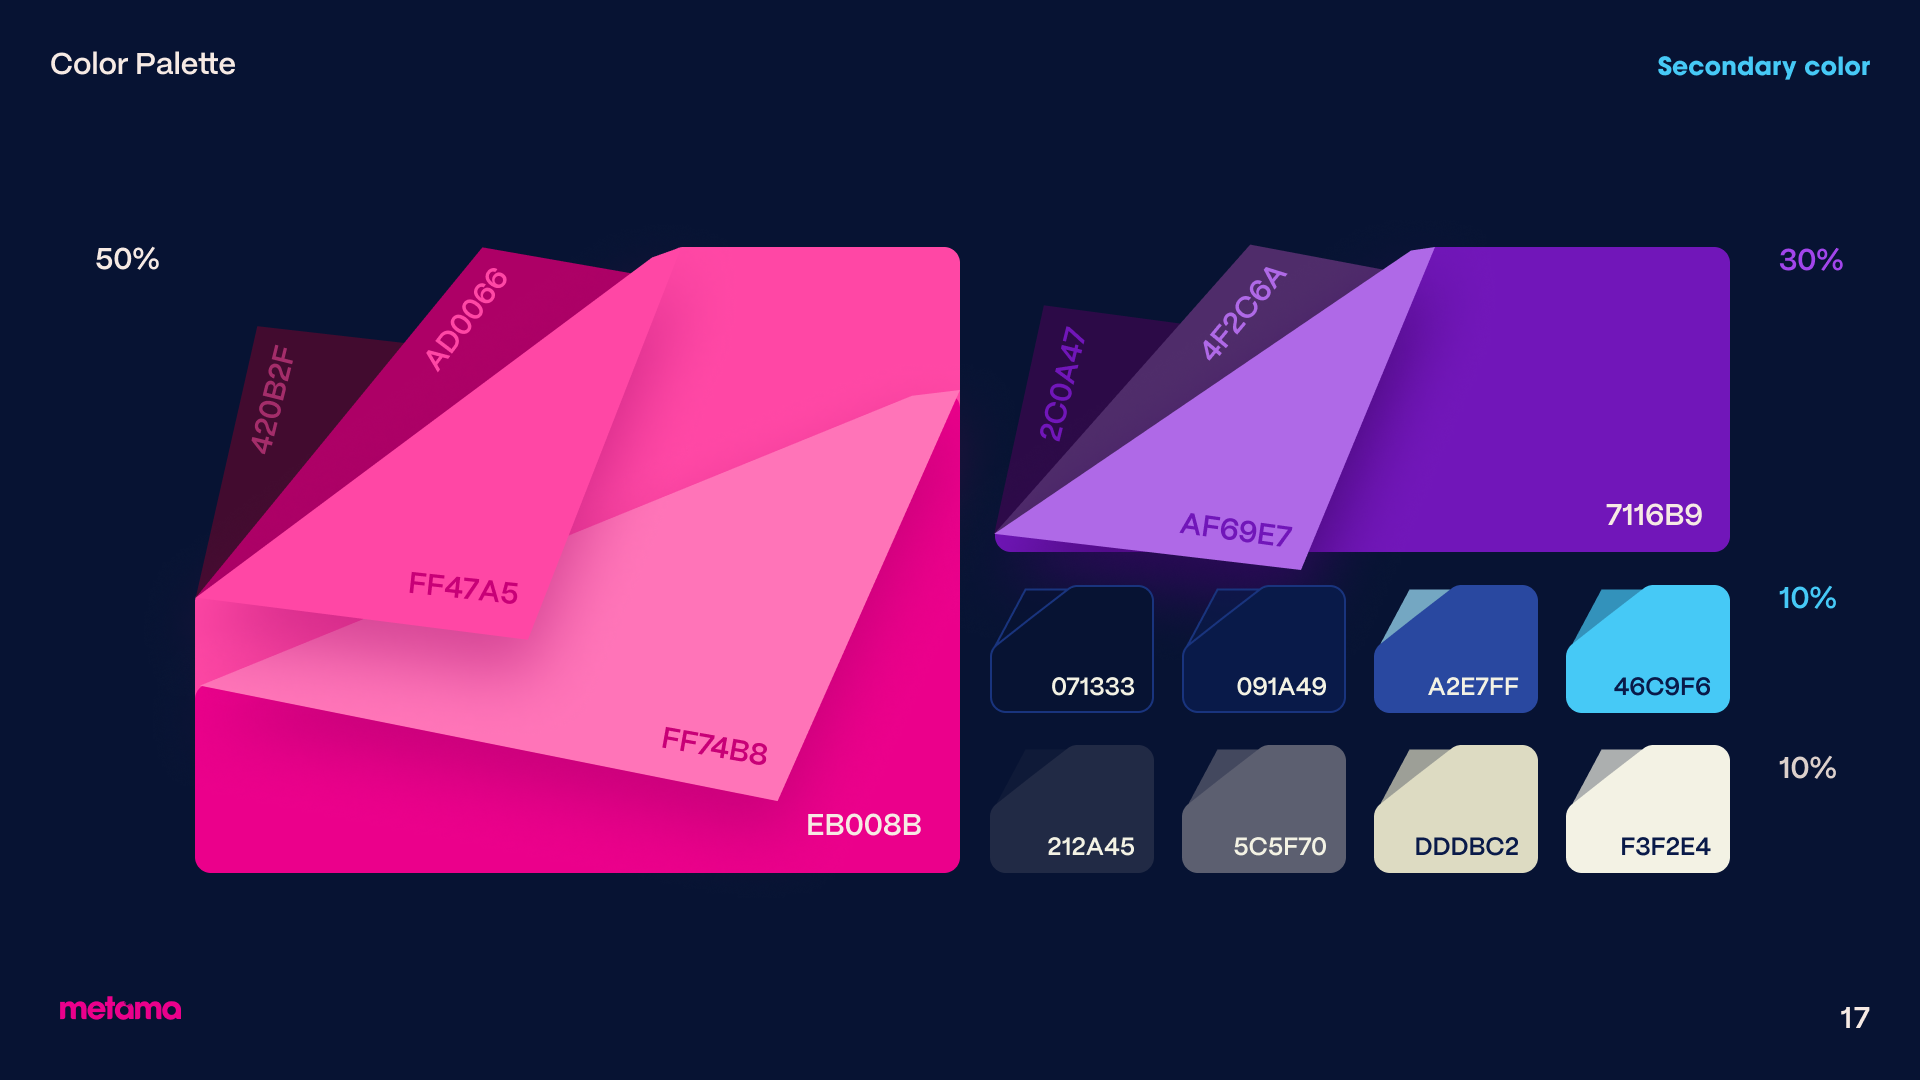 Color Palette
Secondary color
50%
420B2F
AD0066
FF47A5
FF74B8
EB008B
2C0A47
4F2C6A
AF69E7
7116B9
30%
071333
091A49
A2E7FF
46C9F6
10%
212A45
5C5F70
DDDBC2
F3F2E4
10%
metama
17